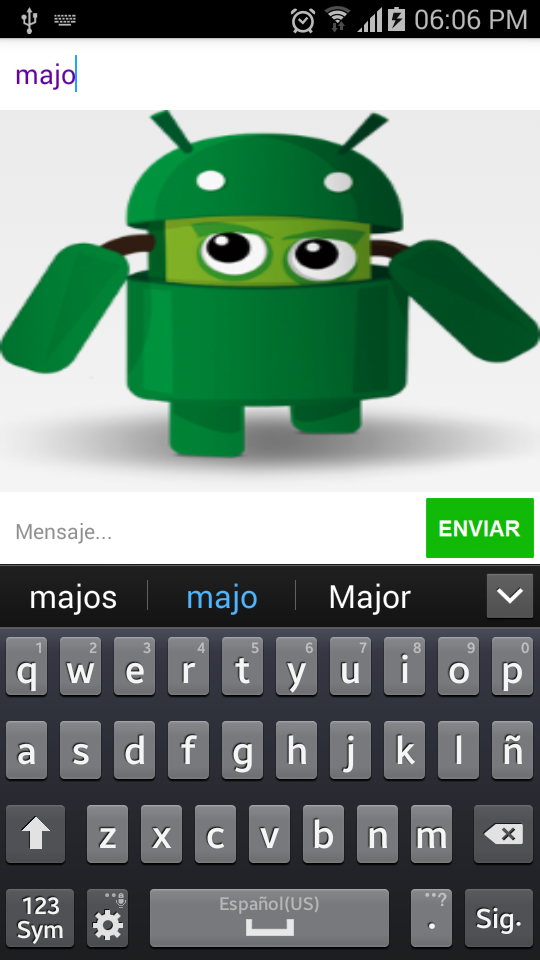 06:06 PM
majo
Mensaje...
ENVIAR
majos majo Major
1 2 3 4 5 6 7 8 9 0
q w e r t y u i o p
a s d f g h j k l ñ
z x c v b n m
123 Sym
Español(US)
...?
.
Sig.